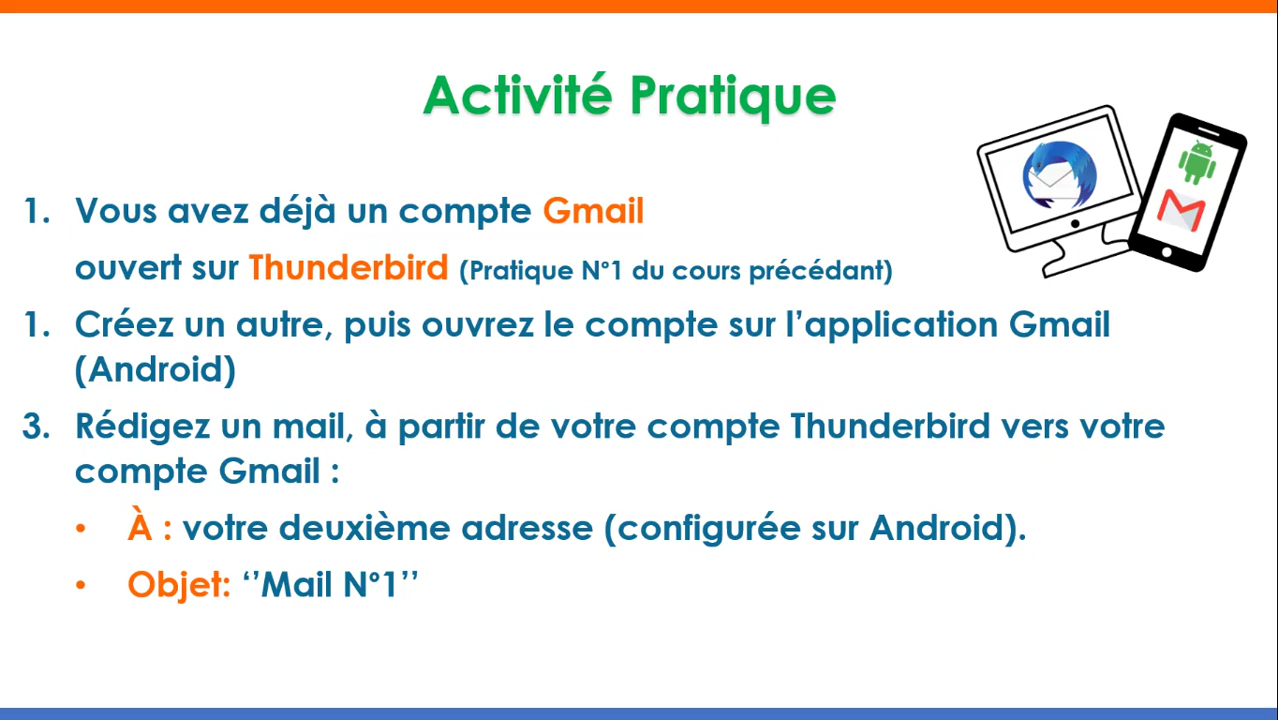 Activité Pratique
1. Vous avez déjà un compte Gmail
ouvert sur Thunderbird (Pratique N°1 du cours précédant)
1. Créez un autre, puis ouvrez le compte sur l’application Gmail
(Android)
3. Rédigez un mail, à partir de votre compte Thunderbird vers votre
compte Gmail :
• À : votre deuxième adresse (configurée sur Android).
• Objet: ‘’Mail N°1’’